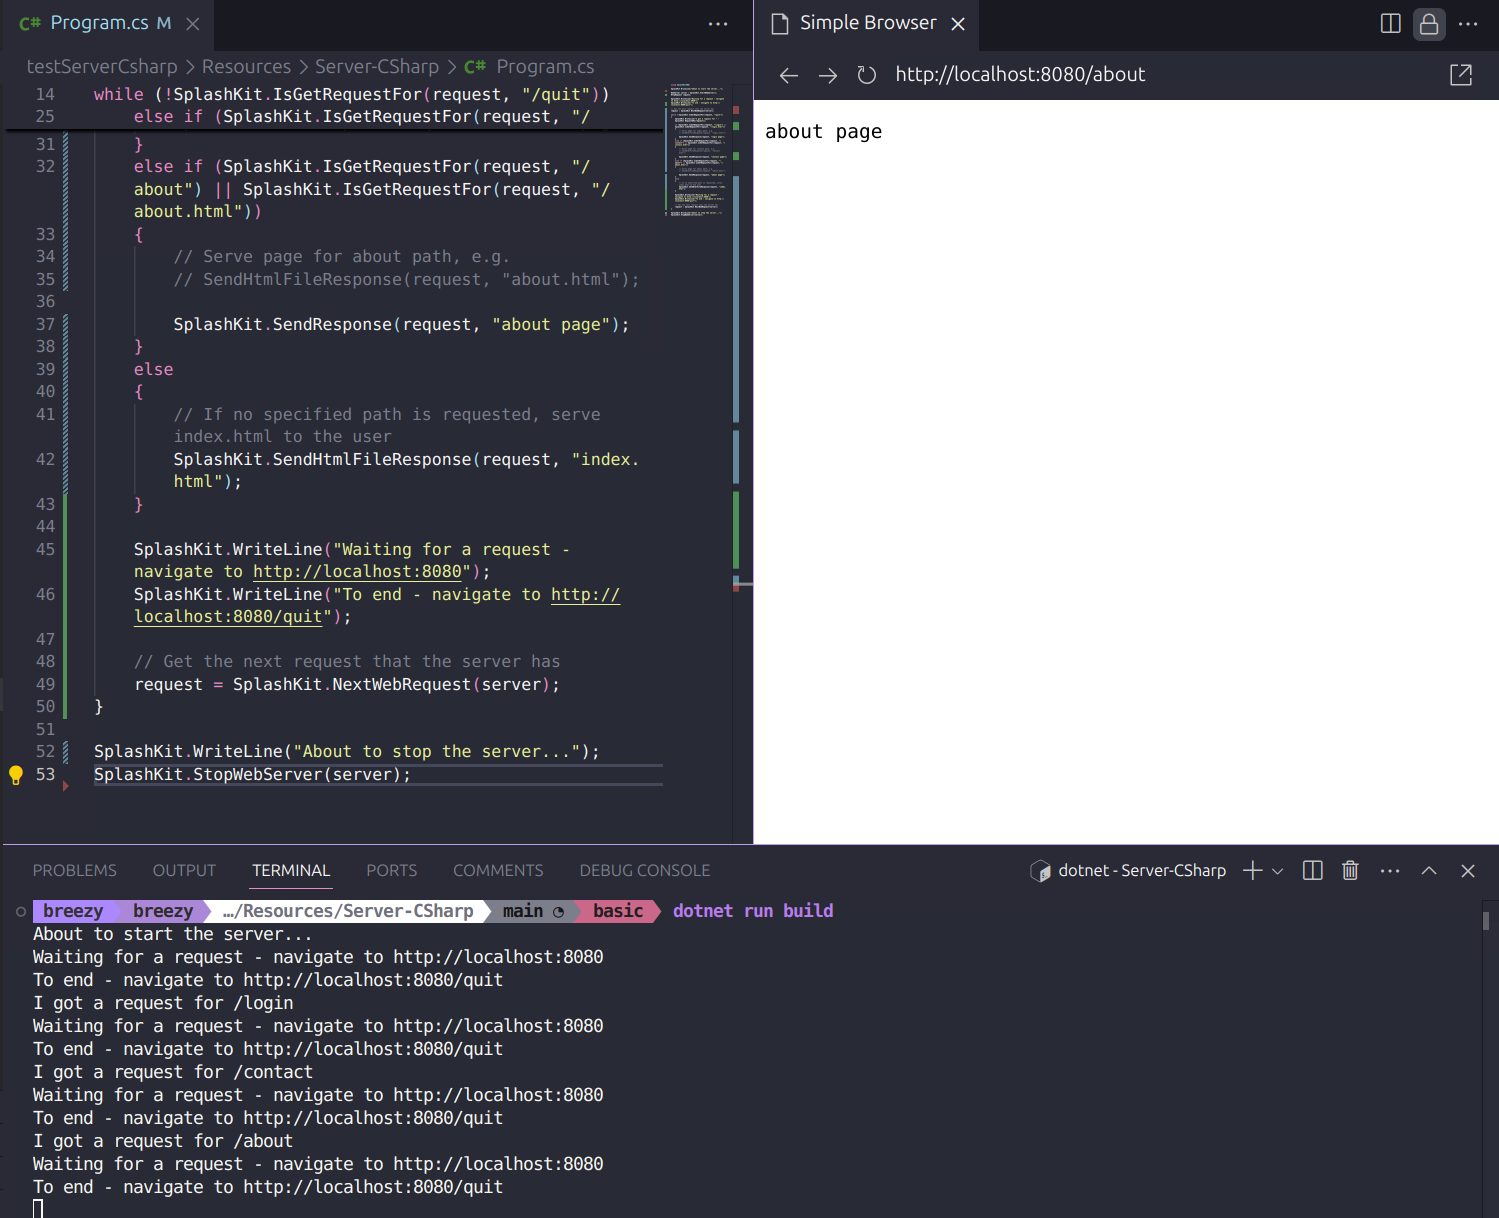 C# Program.cs M
Simple Browser
testServerCsharp > Resources > Server-CSharp > C# Program.cs
http://localhost:8080/about
14 while (!SplashKit.IsGetRequestFor(request, "/quit"))
25 else if (SplashKit.IsGetRequestFor(request, "/
31 }
32 else if (SplashKit.IsGetRequestFor(request, "/
about") || SplashKit.IsGetRequestFor(request, "/
about.html"))
33 {
34 // Serve page for about path, e.g.
35 // SendHtmlFileResponse(request, "about.html");
36
37 SplashKit.SendResponse(request, "about page");
38 }
39 else
40 {
41 // If no specified path is requested, serve
index.html to the user
42 SplashKit.SendHtmlFileResponse(request, "index.
html");
43 }
44
45 SplashKit.WriteLine("Waiting for a request -
navigate to http://localhost:8080");
46 SplashKit.WriteLine("To end - navigate to http://
localhost:8080/quit");
47
48 // Get the next request that the server has
49 request = SplashKit.NextWebRequest(server);
50 }
51
52 SplashKit.WriteLine("About to stop the server...");
53 SplashKit.StopWebServer(server);
about page
PROBLEMS OUTPUT TERMINAL PORTS COMMENTS DEBUG CONSOLE
dotnet - Server-CSharp
breezy breezy …/Resources/Server-CSharp main basic dotnet run build
About to start the server...
Waiting for a request - navigate to http://localhost:8080
To end - navigate to http://localhost:8080/quit
I got a request for /login
Waiting for a request - navigate to http://localhost:8080
To end - navigate to http://localhost:8080/quit
I got a request for /contact
Waiting for a request - navigate to http://localhost:8080
To end - navigate to http://localhost:8080/quit
I got a request for /about
Waiting for a request - navigate to http://localhost:8080
To end - navigate to http://localhost:8080/quit